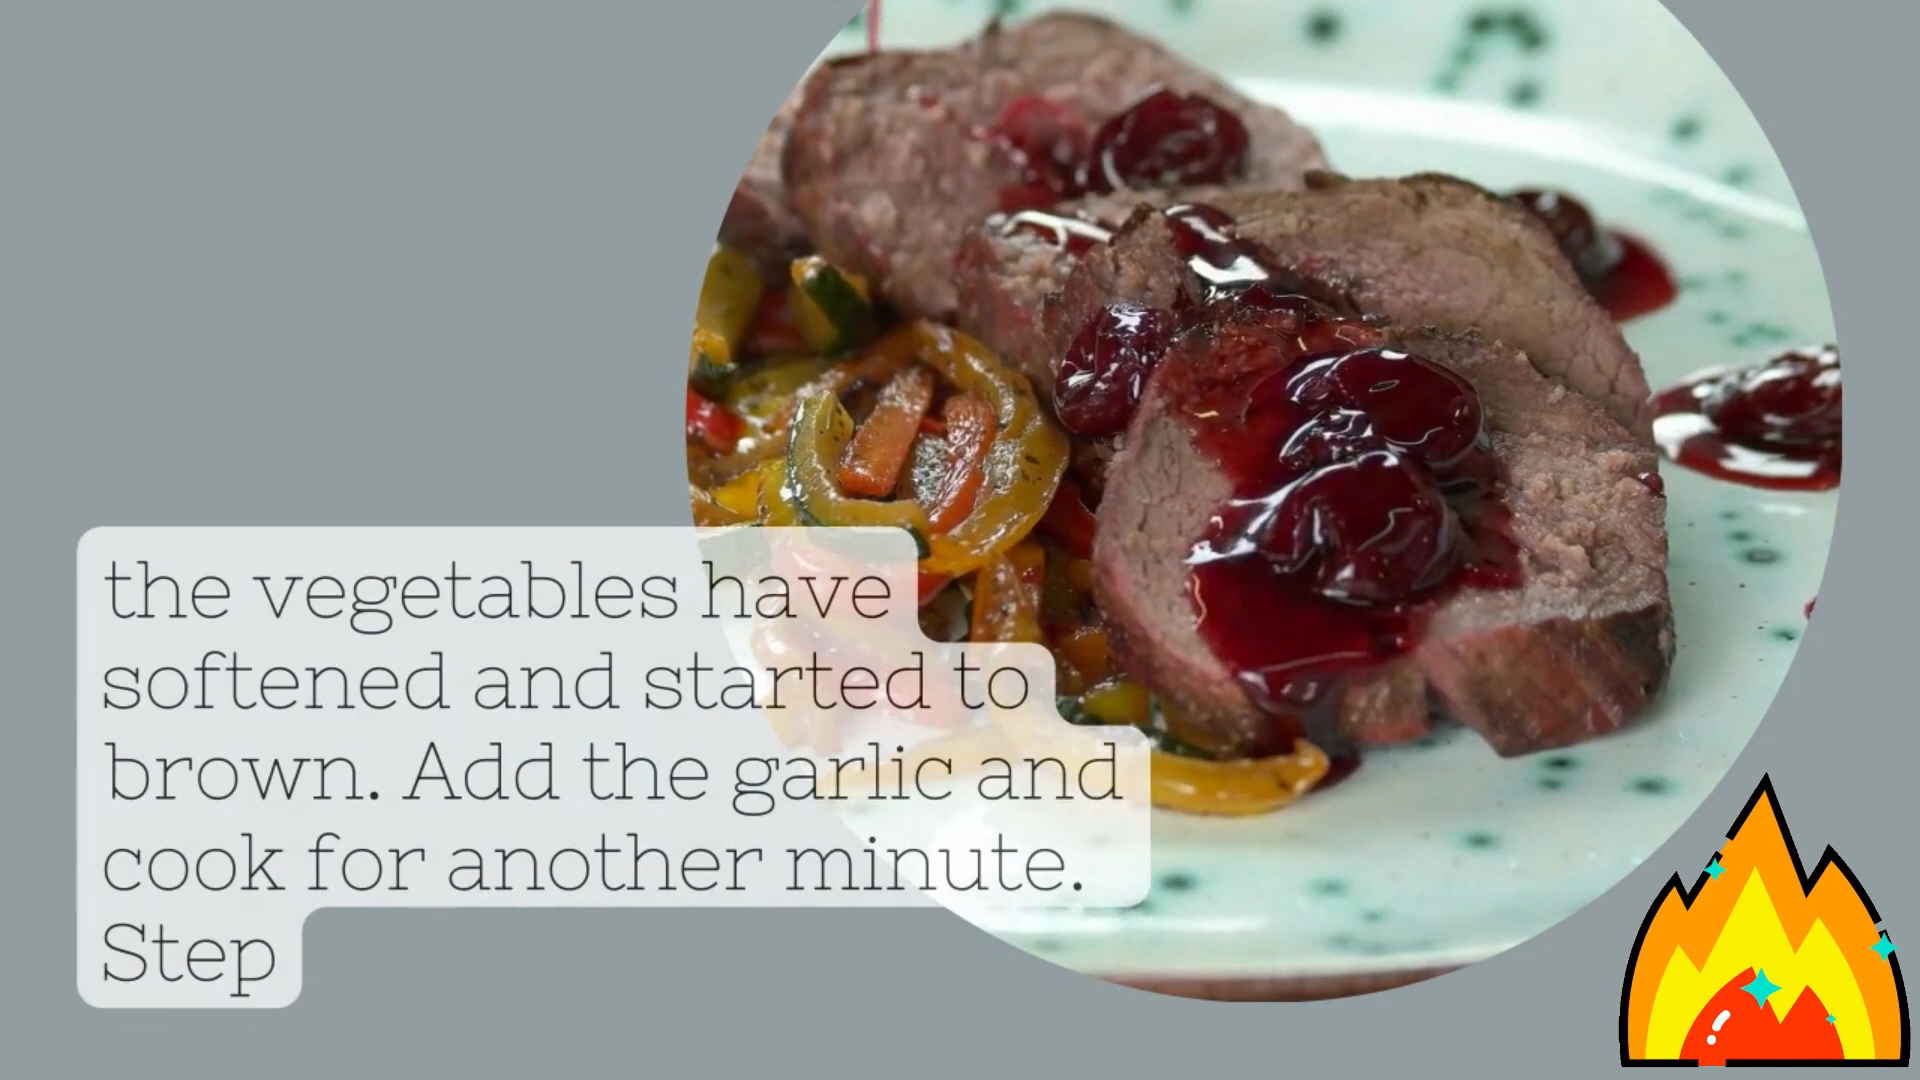 the vegetables have
softened and started to
brown. Add the garlic and
cook for another minute.
Step